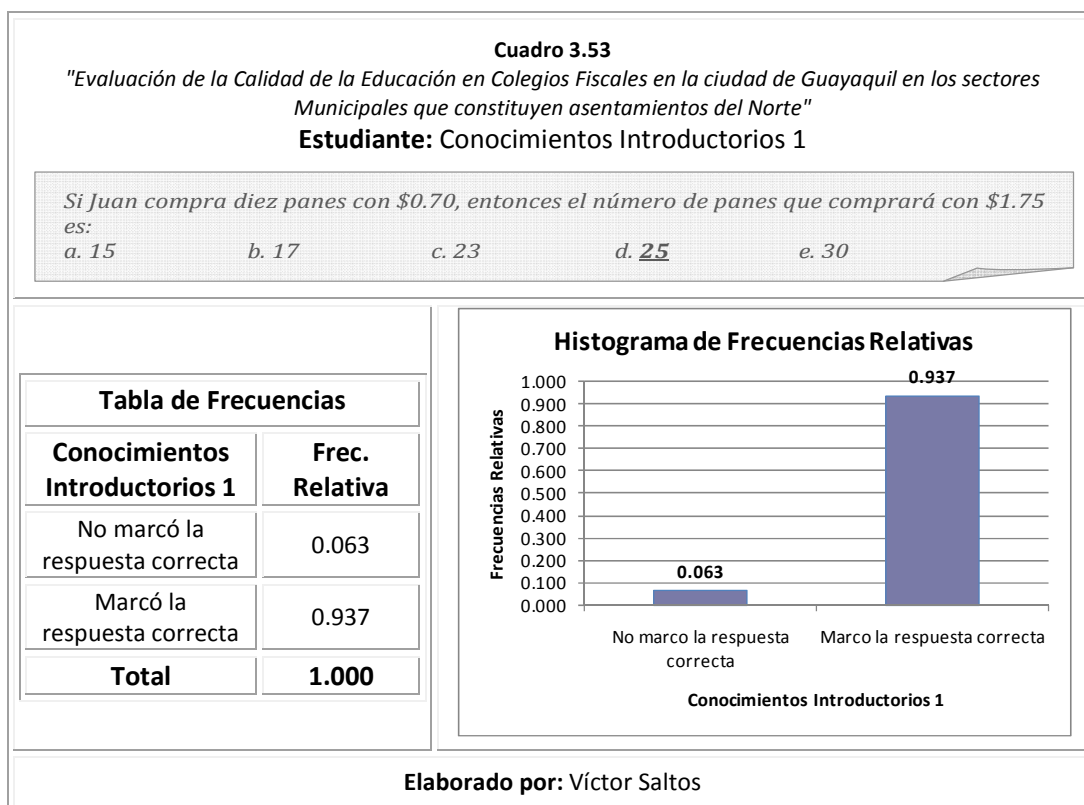 Cuadro 3.53
"Evaluación de la Calidad de la Educación en Colegios Fiscales en la ciudad de Guayaquil en los sectores
Municipales que constituyen asentamientos del Norte"
Estudiante: Conocimientos Introductorios 1
Si Juan compra diez panes con $0.70, entonces el número de panes que comprará con $1.75
es:
a. 15 b. 17 c. 23 d. 25 e. 30
Tabla de Frecuencias
Conocimientos
Introductorios 1
Frec.
Relativa
No marcó la
respuesta correcta
0.063
Marcó la
respuesta correcta
0.937
Total
1.000
Histograma de Frecuencias Relativas
Frecuencias Relativas
1.000
0.900
0.800
0.700
0.600
0.500
0.400
0.300
0.200
0.100
0.000
0.063
0.937
No marco la respuesta
correcta
Marco la respuesta correcta
Conocimientos Introductorios 1
Elaborado por: Víctor Saltos